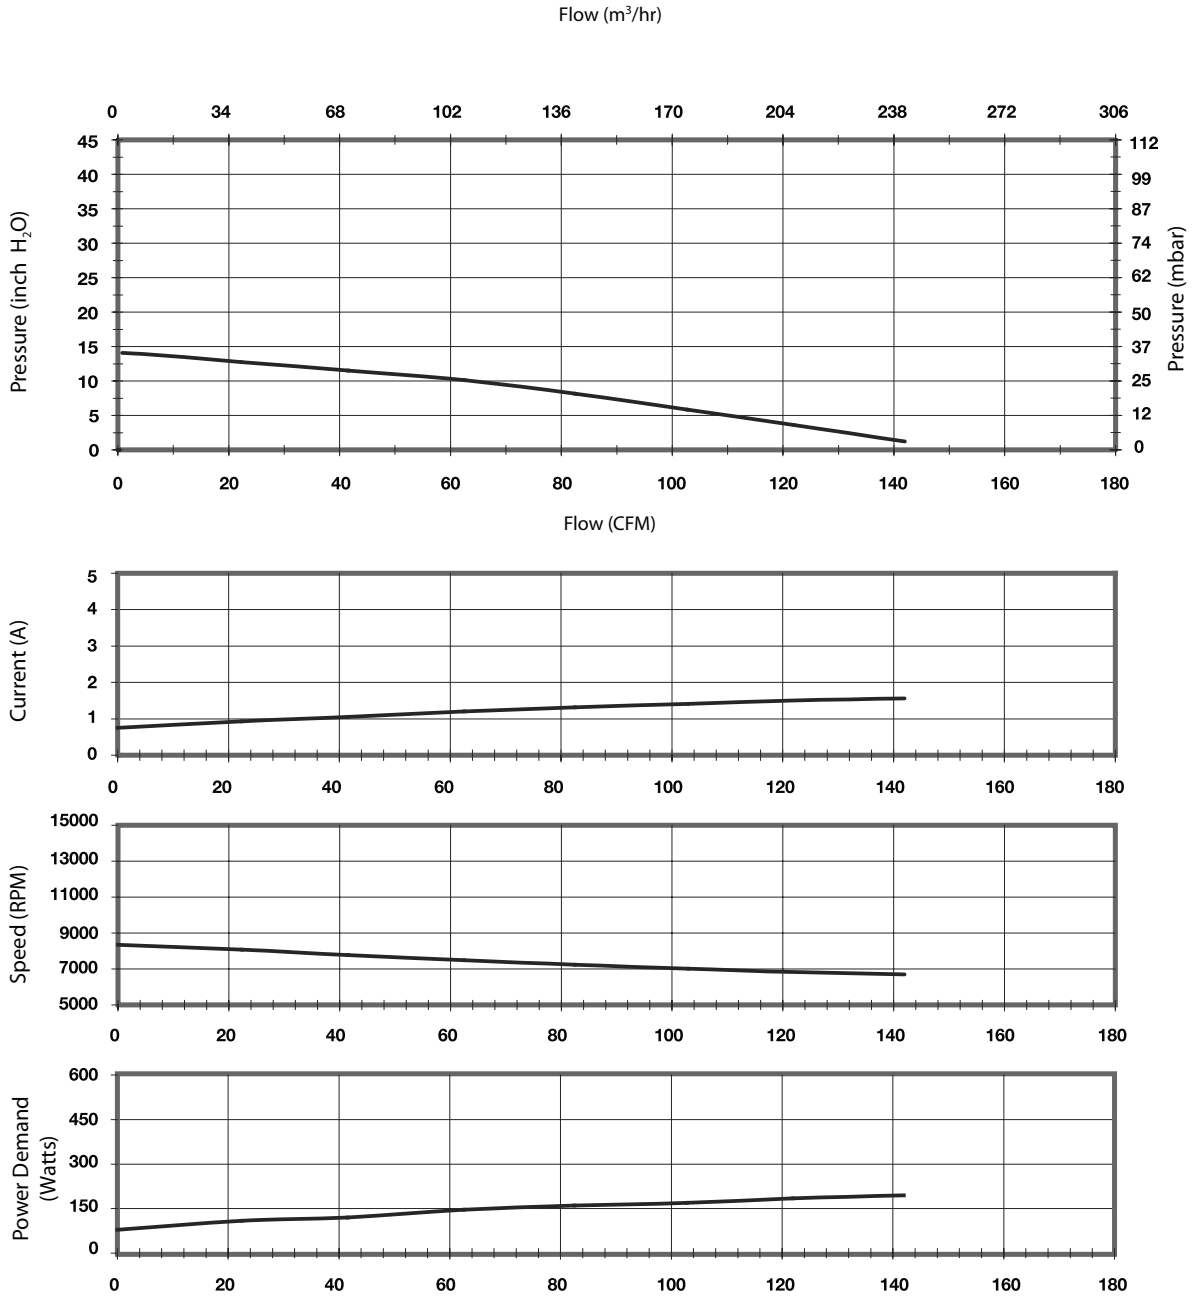 Flow (m³/hr)
0 34 68 102 136 170 204 238 272 306
Pressure (inch H₂O)
45
40
35
30
25
20
15
10
5
0
112
99
87
74
62
50
37
25
12
0
Pressure (mbar)
0 20 40 60 80 100 120 140 160 180
Flow (CFM)
Current (A)
5
4
3
2
1
0
0 20 40 60 80 100 120 140 160 180
Speed (RPM)
15000
13000
11000
9000
7000
5000
0 20 40 60 80 100 120 140 160 180
Power Demand
(Watts)
600
450
300
150
0
0 20 40 60 80 100 120 140 160 180